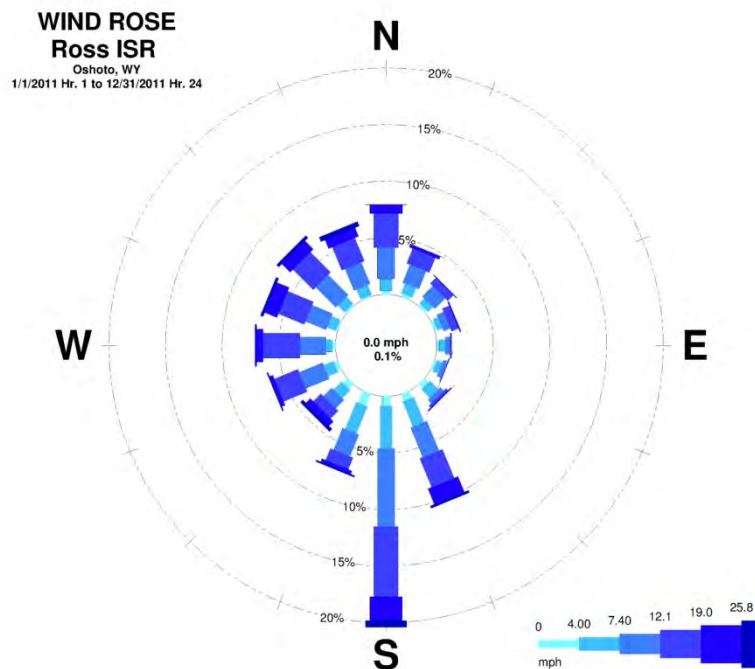 WIND ROSE
Ross ISR
Oshoto, WY
1/1/2011 Hr. 1 to 12/31/2011 Hr. 24
N
20%
15%
10%
5%
W
0.0 mph
0.1%
E
5%
10%
15%
20%
S
0 4.00 7.40 12.1 19.0 25.8
mph